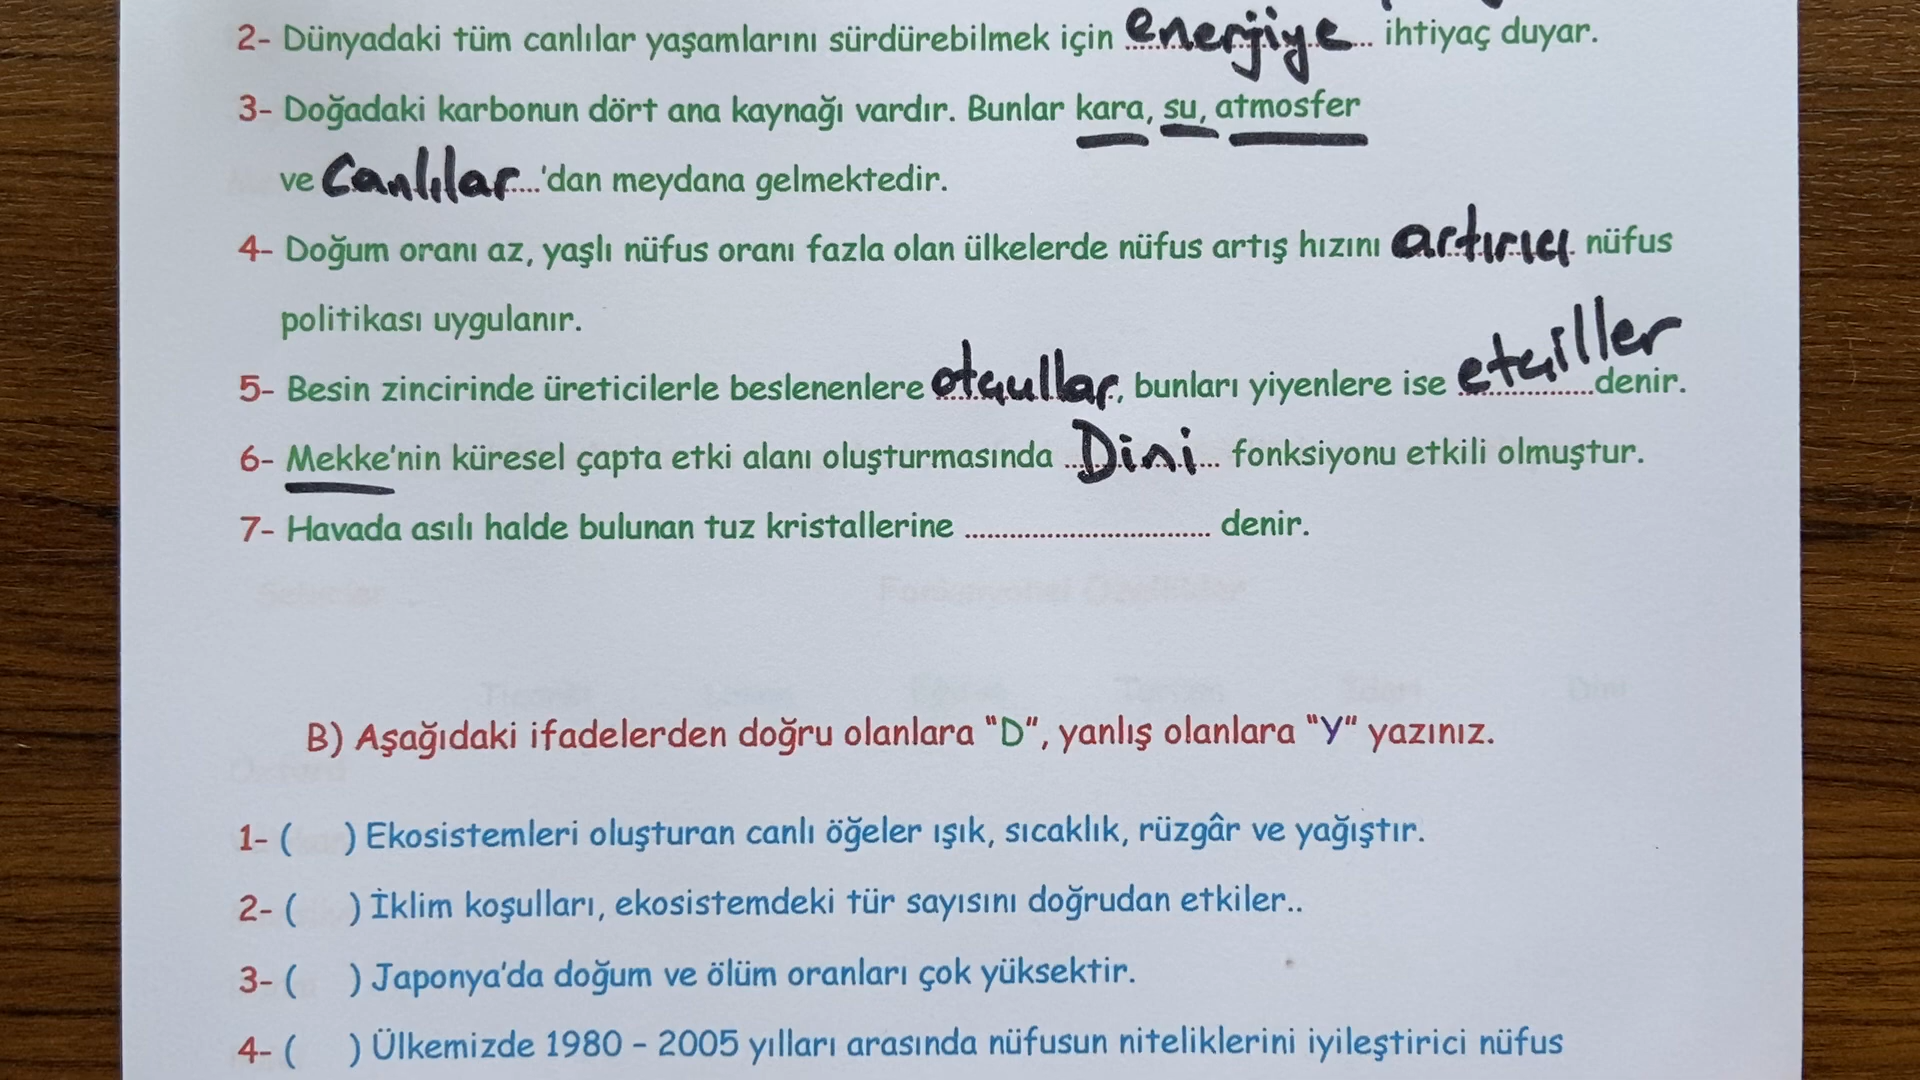 2- Dünyadaki tüm canlılar yaşamlarını sürdürebilmek için enerjiye ihtiyaç duyar.
3- Doğadaki karbonun dört ana kaynağı vardır. Bunlar kara, su, atmosfer
ve Canlılar...'dan meydana gelmektedir.
4- Doğum oranı az, yaşlı nüfus oranı fazla olan ülkelerde nüfus artış hızını artırıcı nüfus
politikası uygulanır.
5- Besin zincirinde üreticilerle beslenenlere otçullar, bunları yiyenlere ise etçiller denir.
6- Mekke'nin küresel çapta etki alanı oluşturmasında Dini fonksiyonu etkili olmuştur.
7- Havada asılı halde bulunan tuz kristallerine .................................. denir.
B) Aşağıdaki ifadelerden doğru olanlara "D", yanlış olanlara "Y" yazınız.
1- (    ) Ekosistemleri oluşturan canlı öğeler ışık, sıcaklık, rüzgâr ve yağıştır.
2- (    ) İklim koşulları, ekosistemdeki tür sayısını doğrudan etkiler..
3- (    ) Japonya'da doğum ve ölüm oranları çok yüksektir.
4- (    ) Ülkemizde 1980 – 2005 yılları arasında nüfusun niteliklerini iyileştirici nüfus